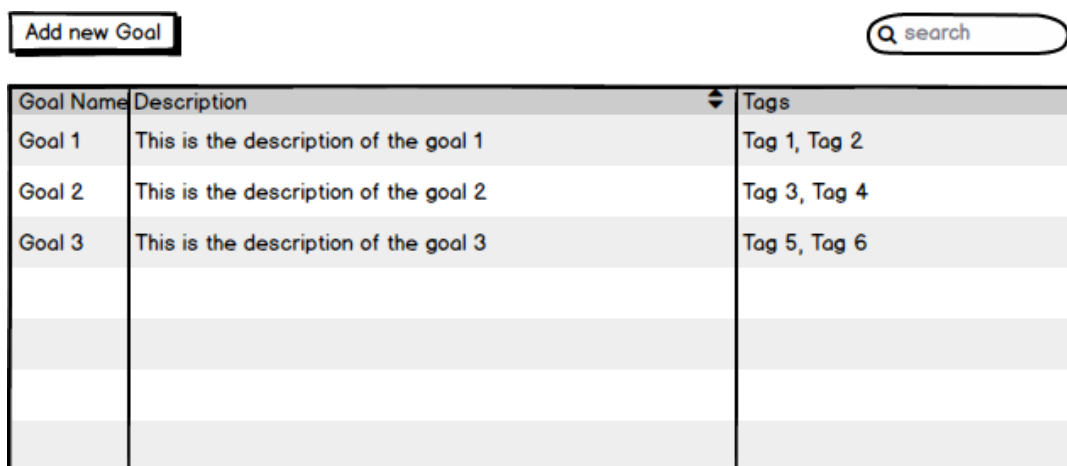 Add new Goal
search
Goal Name Description Tags
Goal 1 This is the description of the goal 1 Tag 1, Tag 2
Goal 2 This is the description of the goal 2 Tag 3, Tag 4
Goal 3 This is the description of the goal 3 Tag 5, Tag 6